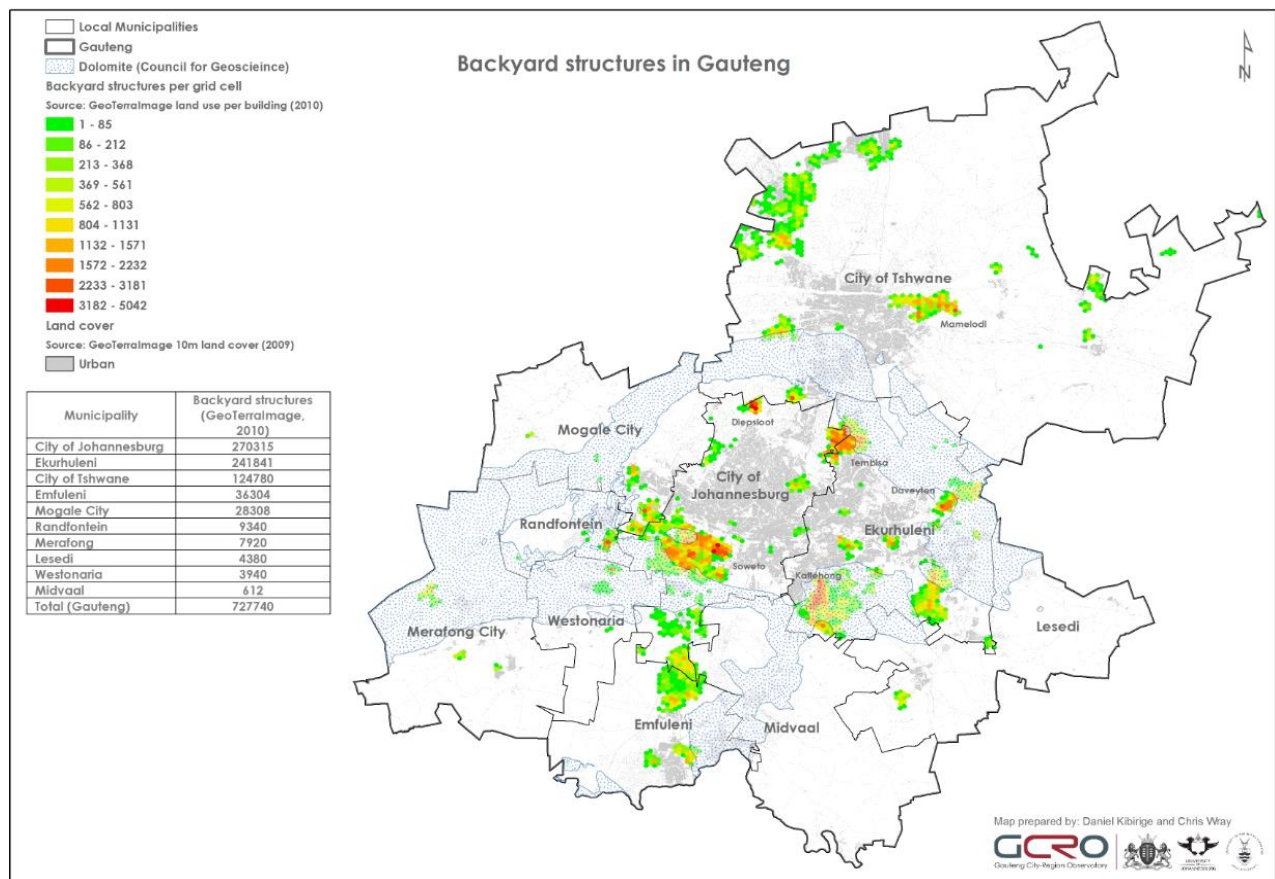 Local Municipalities
Gauteng
Dolomite (Council for Geoscieince)
Backyard structures per grid cell
Source: GeoTerraImage land use per building (2010)
1 - 85
86 - 212
213 - 368
369 - 561
562 - 803
804 - 1131
1132 - 1571
1572 - 2232
2233 - 3181
3182 - 5042
Land cover
Source: GeoTerraImage 10m land cover (2009)
Urban
Backyard structures in Gauteng
N
Municipality
Backyard structures
(GeoTerraImage,
2010)
City of Johannesburg 270315
Ekurhuleni 241841
City of Tshwane 124780
Emfuleni 36304
Mogale City 28308
Randfontein 9340
Merafong 7920
Lesedi 4380
Westonaria 3940
Midvaal 612
Total (Gauteng) 727740
City of Tshwane
Mamelodi
Mogale City
Diepsloot
Tembisa
City of
Johannesburg
Daveyton
Randfontein
Ekurhuleni
Soweto
Katlehong
Westonaria
Merafong City
Lesedi
Emfuleni
Midvaal
Map prepared by: Daniel Kibirige and Chris Wray
GCRO
Gauteng City-Region Observatory
UNIVERSITY
OF
JOHANNESBURG